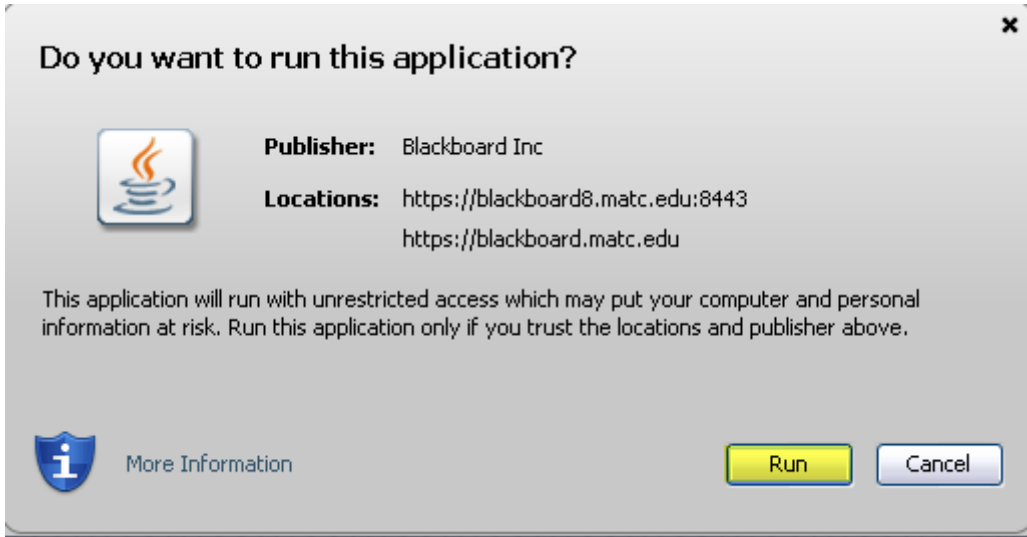 Do you want to run this application?
Publisher: Blackboard Inc
Locations: https://blackboard8.matc.edu:8443
https://blackboard.matc.edu
This application will run with unrestricted access which may put your computer and personal
information at risk. Run this application only if you trust the locations and publisher above.
More Information
Run
Cancel